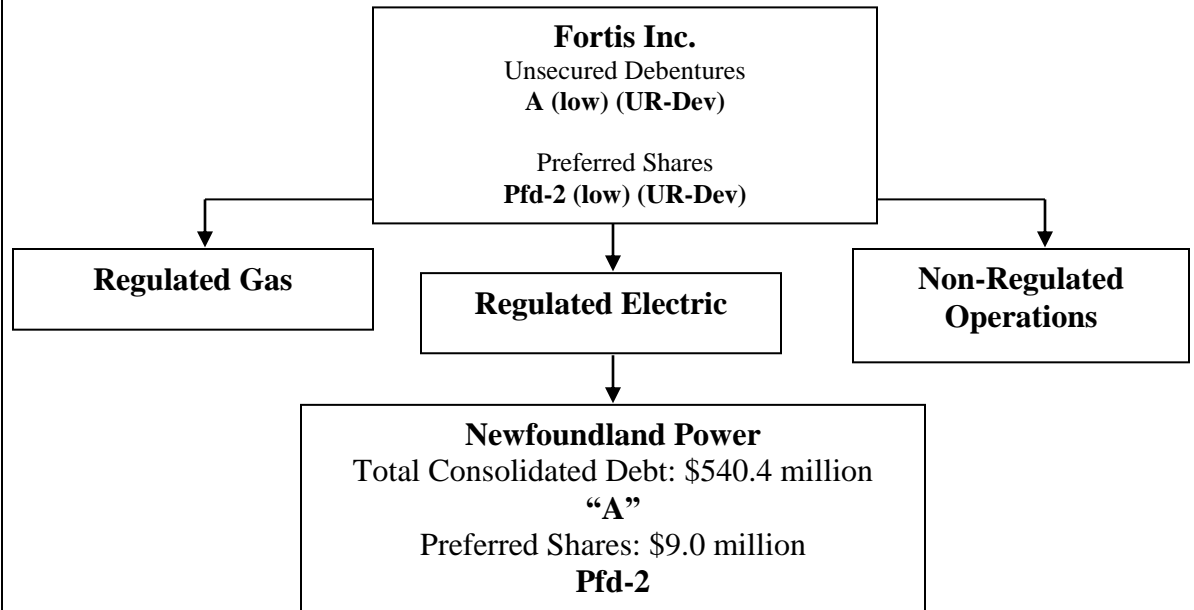 Fortis Inc.
Unsecured Debentures
A (low) (UR-Dev)
Preferred Shares
Pfd-2 (low) (UR-Dev)
Regulated Gas
Regulated Electric
Non-Regulated
Operations
Newfoundland Power
Total Consolidated Debt: $540.4 million
“A”
Preferred Shares: $9.0 million
Pfd-2